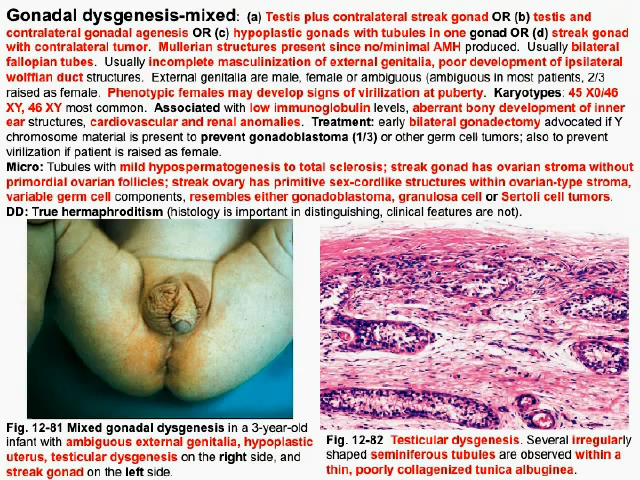 Gonadal dysgenesis-mixed: (a) Testis plus contralateral streak gonad OR (b) testis and
contralateral gonadal agenesis OR (c) hypoplastic gonads with tubules in one gonad OR (d) streak gonad
with contralateral tumor. Mullerian structures present since no/minimal AMH produced. Usually bilateral
fallopian tubes. Usually incomplete masculinization of external genitalia, poor development of ipsilateral
wolffian duct structures. External genitalia are male, female or ambiguous (ambiguous in most patients, 2/3
raised as female. Phenotypic females may develop signs of virilization at puberty. Karyotypes: 45 X0/46
XY, 46 XY most common. Associated with low immunoglobulin levels, aberrant bony development of inner
ear structures, cardiovascular and renal anomalies. Treatment: early bilateral gonadectomy advocated if Y
chromosome material is present to prevent gonadoblastoma (1/3) or other germ cell tumors; also to prevent
virilization if patient is raised as female.
Micro: Tubules with mild hypospermatogenesis to total sclerosis; streak gonad has ovarian stroma without
primordial ovarian follicles; streak ovary has primitive sex-cordlike structures within ovarian-type stroma,
variable germ cell components, resembles either gonadoblastoma, granulosa cell or Sertoli cell tumors.
DD: True hermaphroditism (histology is important in distinguishing, clinical features are not).
Fig. 12-81 Mixed gonadal dysgenesis in a 3-year-old
infant with ambiguous external genitalia, hypoplastic
uterus, testicular dysgenesis on the right side, and
streak gonad on the left side.
Fig. 12-82 Testicular dysgenesis. Several irregularly
shaped seminiferous tubules are observed within a
thin, poorly collagenized tunica albuginea.